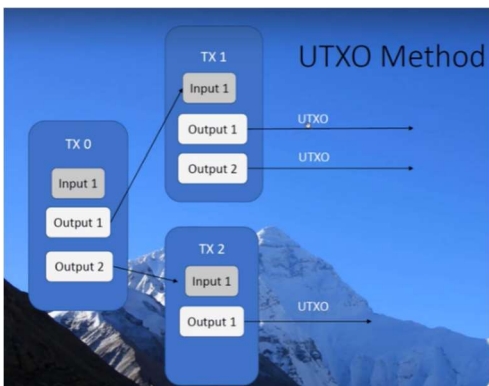 UTXO Method
TX 0
Input 1
Output 1
Output 2
TX 1
Input 1
Output 1
Output 2
UTXO
UTXO
TX 2
Input 1
Output 1
UTXO